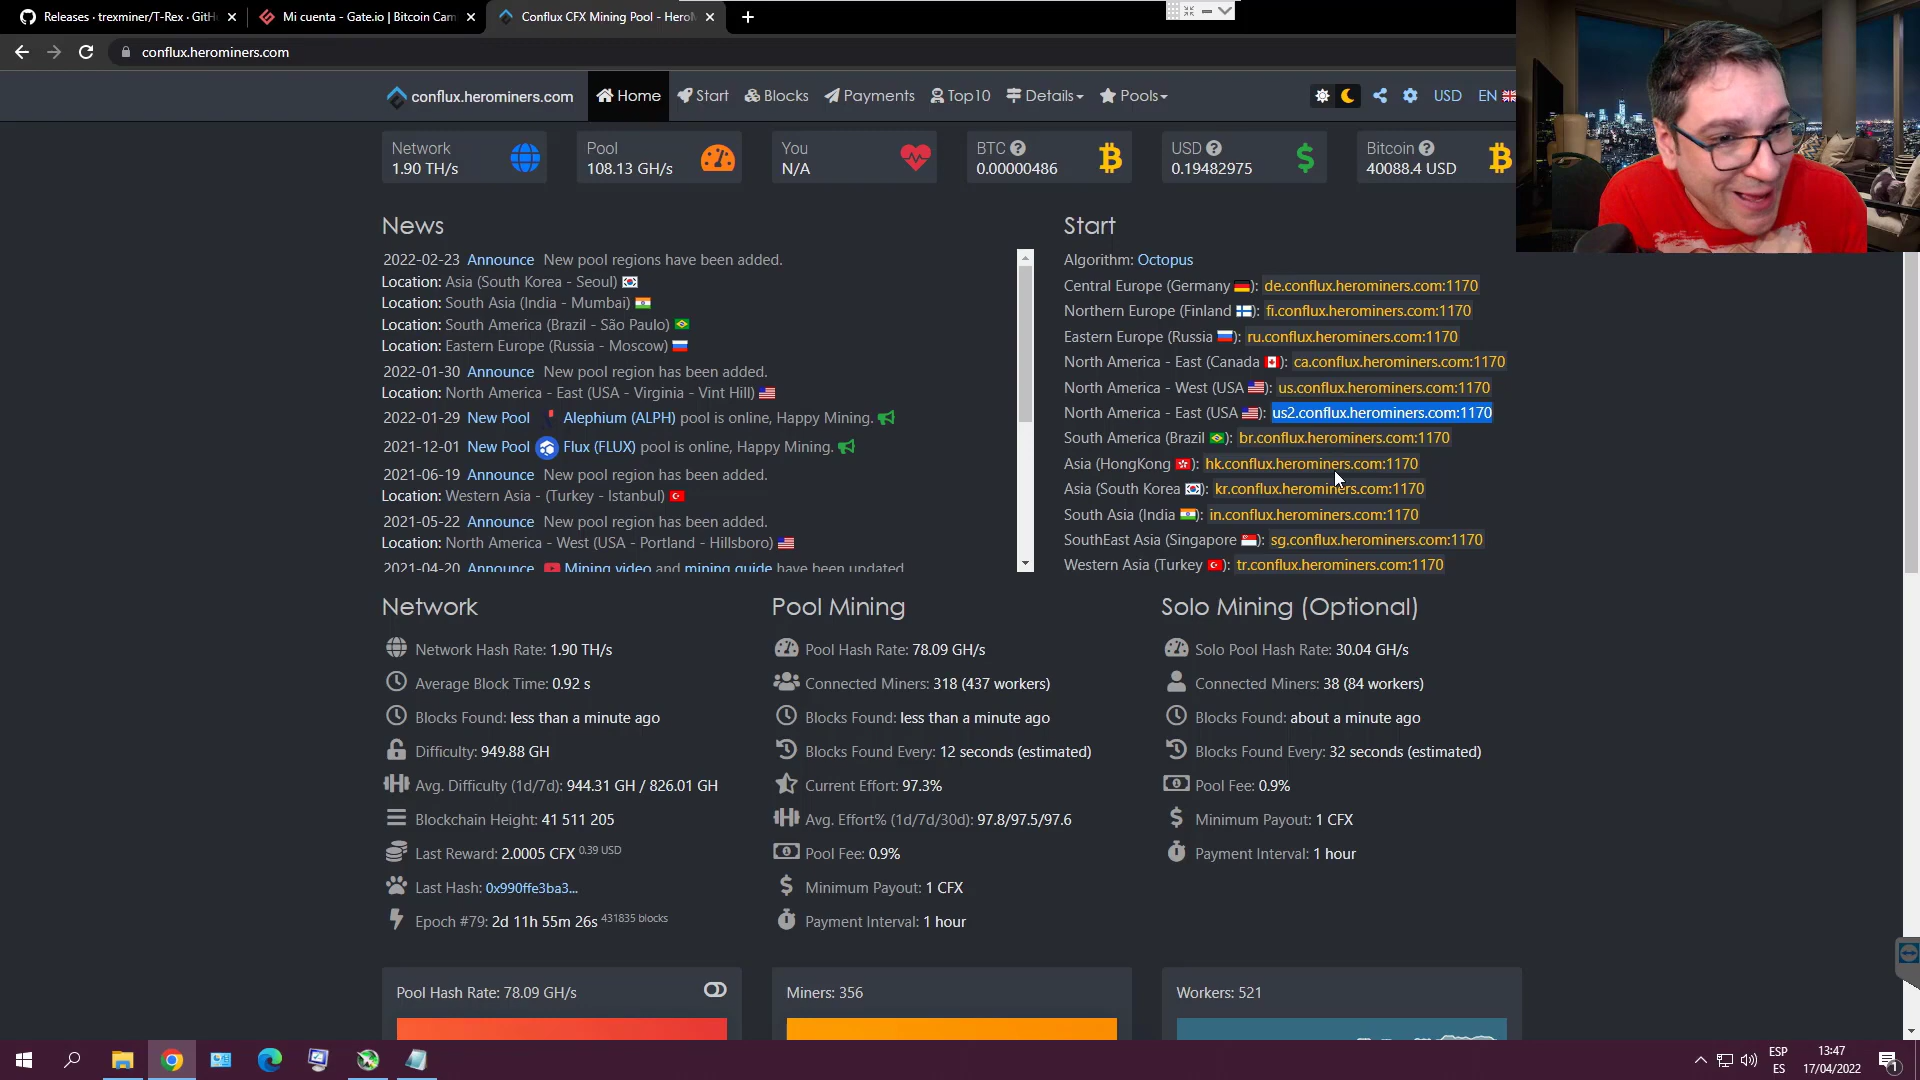 Releases · trexminer/T-Rex · GitH
Mi cuenta - Gate.io | Bitcoin Cam
Conflux CFX Mining Pool - HeroM
conflux.herominers.com
conflux.herominers.com
Home
Start
Blocks
Payments
Top10
Details
Pools
USD
EN
Network
1.90 TH/s
Pool
108.13 GH/s
You
N/A
BTC
0.00000486
USD
0.19482975
Bitcoin
40088.4 USD
News
2022-02-23 Announce New pool regions have been added.
Location: Asia (South Korea - Seoul)
Location: South Asia (India - Mumbai)
Location: South America (Brazil - São Paulo)
Location: Eastern Europe (Russia - Moscow)
2022-01-30 Announce New pool region has been added.
Location: North America - East (USA - Virginia - Vint Hill)
2022-01-29 New Pool Alephium (ALPH) pool is online, Happy Mining.
2021-12-01 New Pool Flux (FLUX) pool is online, Happy Mining.
2021-06-19 Announce New pool region has been added.
Location: Western Asia - (Turkey - Istanbul)
2021-05-22 Announce New pool region has been added.
Location: North America - West (USA - Portland - Hillsboro)
2021-04-20 Announce Mining video and mining guide have been updated
Start
Algorithm: Octopus
Central Europe (Germany ): de.conflux.herominers.com:1170
Northern Europe (Finland ): fi.conflux.herominers.com:1170
Eastern Europe (Russia ): ru.conflux.herominers.com:1170
North America - East (Canada ): ca.conflux.herominers.com:1170
North America - West (USA ): us.conflux.herominers.com:1170
North America - East (USA ): us2.conflux.herominers.com:1170
South America (Brazil ): br.conflux.herominers.com:1170
Asia (HongKong ): hk.conflux.herominers.com:1170
Asia (South Korea ): kr.conflux.herominers.com:1170
South Asia (India ): in.conflux.herominers.com:1170
SouthEast Asia (Singapore ): sg.conflux.herominers.com:1170
Western Asia (Turkey ): tr.conflux.herominers.com:1170
Network
Network Hash Rate: 1.90 TH/s
Average Block Time: 0.92 s
Blocks Found: less than a minute ago
Difficulty: 949.88 GH
Avg. Difficulty (1d/7d): 944.31 GH / 826.01 GH
Blockchain Height: 41 511 205
Last Reward: 2.0005 CFX 0.39 USD
Last Hash: 0x990ffe3ba3...
Epoch #79: 2d 11h 55m 26s 431835 blocks
Pool Mining
Pool Hash Rate: 78.09 GH/s
Connected Miners: 318 (437 workers)
Blocks Found: less than a minute ago
Blocks Found Every: 12 seconds (estimated)
Current Effort: 97.3%
Avg. Effort% (1d/7d/30d): 97.8/97.5/97.6
Pool Fee: 0.9%
Minimum Payout: 1 CFX
Payment Interval: 1 hour
Solo Mining (Optional)
Solo Pool Hash Rate: 30.04 GH/s
Connected Miners: 38 (84 workers)
Blocks Found: about a minute ago
Blocks Found Every: 32 seconds (estimated)
Pool Fee: 0.9%
Minimum Payout: 1 CFX
Payment Interval: 1 hour
Pool Hash Rate: 78.09 GH/s
Miners: 356
Workers: 521
ESP
ES
13:47
17/04/2022
1